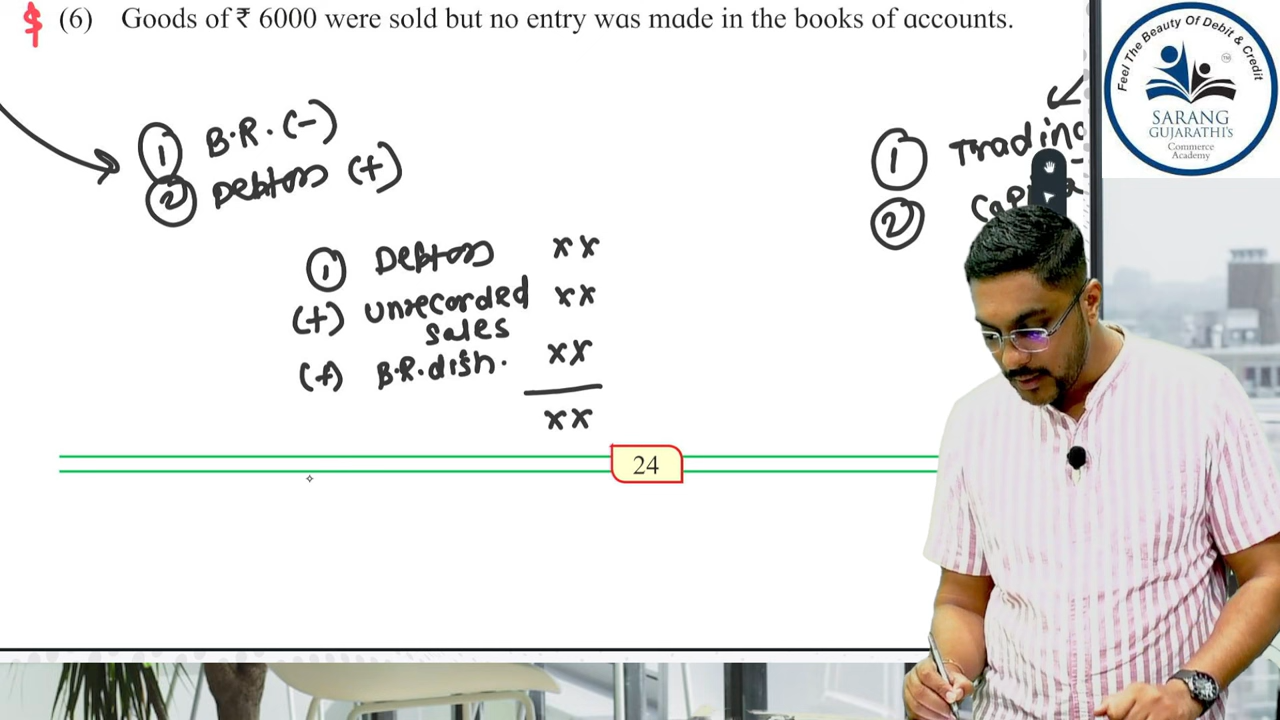 (6) Goods of ₹ 6000 were sold but no entry was made in the books of accounts.
Feel The Beauty Of Debit & Credit
TM
SARANG
GUJARATHI's
Commerce
Academy
① B.R. (-)
② Debtors (+)
① Trading
②
① Debtors xx
(+) unrecorded xx
sales
(+) B.R. dish. xx
xx
24